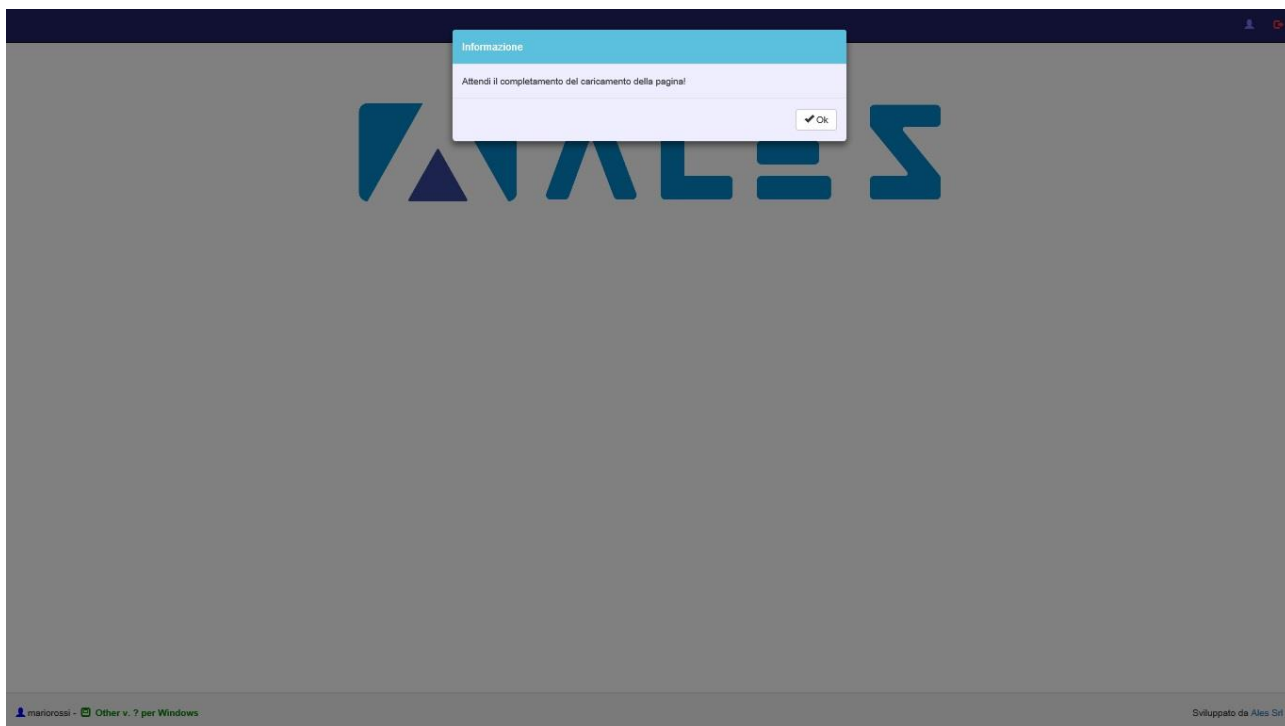 Informazione
Attendi il completamento del caricamento della pagina!
Ok
ALES
mariorossi - Other v. ? per Windows
Sviluppato da Ales Srl